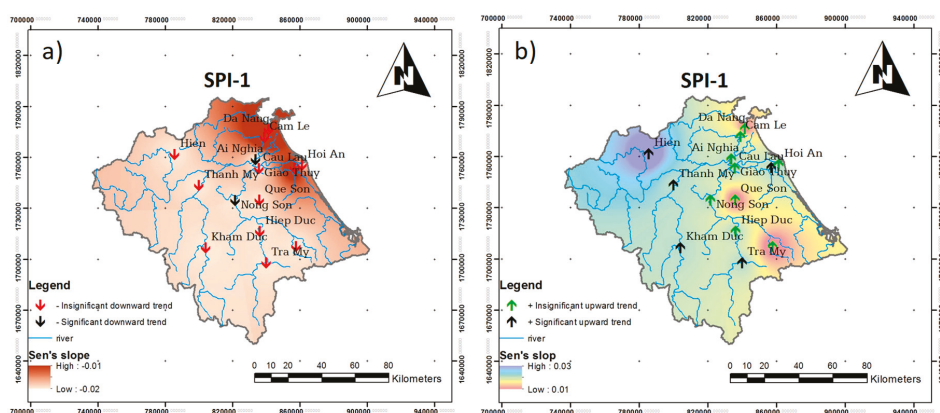 700000 740000 780000 820000 860000 900000 9400000
a)
SPI-1
N
Da Nang
Cam Le
Hien
Ai Nghia
Cau Lau
Hoi An
Thanh My
Giao Thuy
Que Son
Nong Son
Hiep Duc
Kham Duc
Tra My
1820000
1790000
1760000
1730000
1700000
1670000
1640000
Legend
- Insignificant downward trend
- Significant downward trend
river
Sen's slope
High : -0.01
Low : -0.02
0 10 20 40 60 80
Kilometers
700000 740000 780000 820000 860000 900000 9400000
700000 740000 780000 820000 860000 900000 9400000
b)
SPI-1
N
Da Nang
Cam Le
Hien
Ai Nghia
Cau Lau
Hoi An
Thanh My
Giao Thuy
Que Son
Nong Son
Hiep Duc
Kham Duc
Tra My
1820000
1790000
1760000
1730000
1700000
1670000
1640000
Legend
+ Insignificant upward trend
+ Significant upward trend
river
Sen's slop
High : 0.03
Low : 0.01
0 10 20 40 60 80
Kilometers
700000 740000 780000 820000 860000 900000 9400000